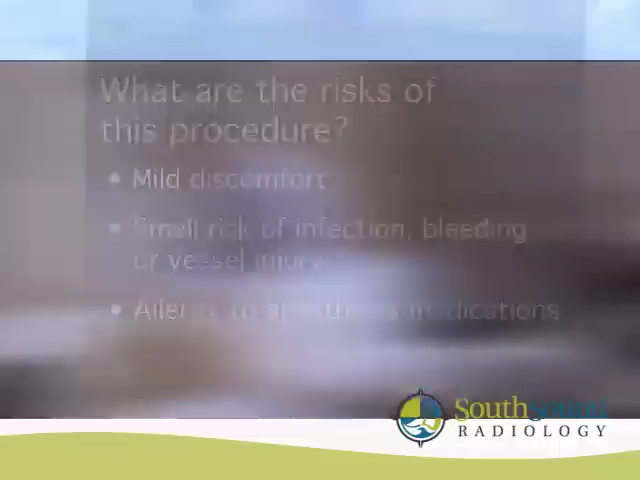 What are the risks of
this procedure?
• Mild discomfort
• Small risk of infection, bleeding
or vessel injury
• Allergy to anesthesia medications
SouthSound
RADIOLOGY